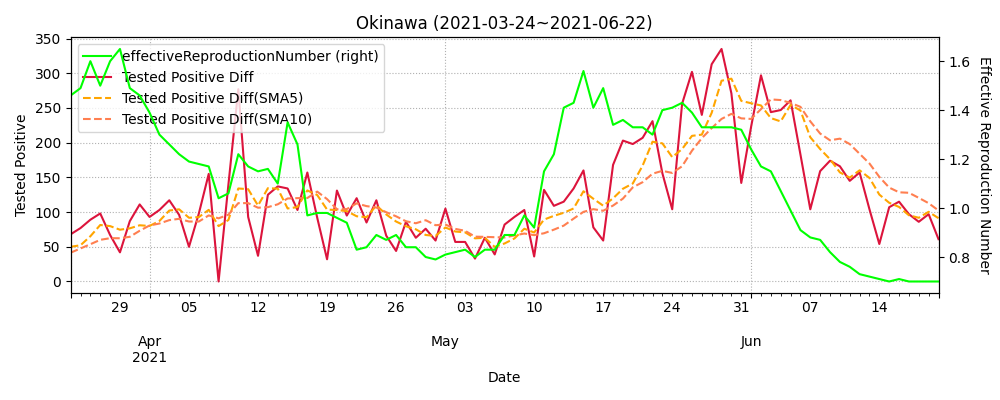 Okinawa (2021-03-24~2021-06-22)
effectiveReproductionNumber (right)
Tested Positive Diff
Tested Positive Diff(SMA5)
Tested Positive Diff(SMA10)
Tested Positive
350
300
250
200
150
100
50
0
1.6
1.4
1.2
1.0
0.8
Effective Reproduction Number
29 05 12 19 26 03 10 17 24 31 07 14
Apr May Jun
2021
Date